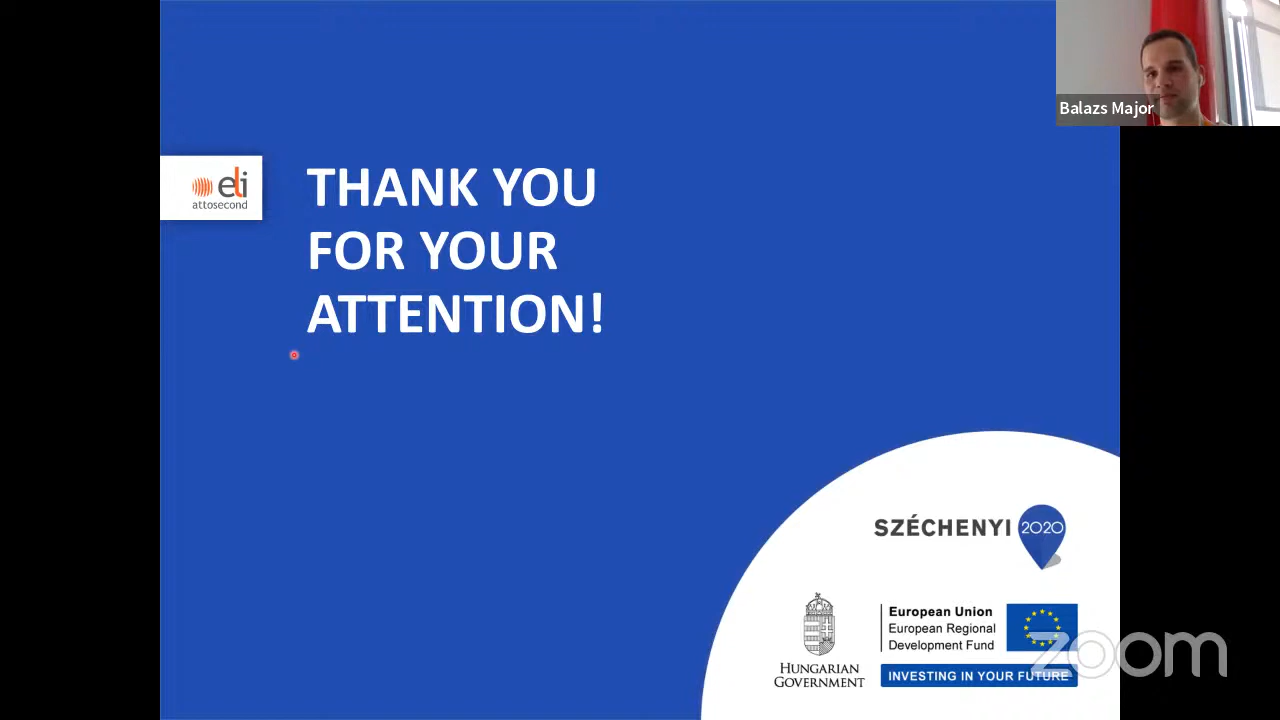 Balazs Major
eli
attosecond
THANK YOU
FOR YOUR
ATTENTION!
SZÉCHENYI 2020
HUNGARIAN
GOVERNMENT
European Union
European Regional
Development Fund
INVESTING IN YOUR FUTURE
zoom